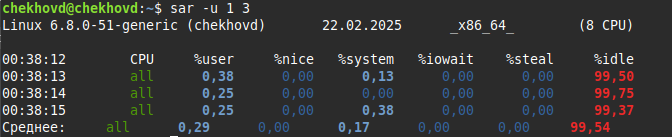 chekhovd@chekhovd:~$ sar -u 1 3
Linux 6.8.0-51-generic (chekhovd) 22.02.2025 _x86_64_ (8 CPU)
00:38:12 CPU %user %nice %system %iowait %steal %idle
00:38:13 all 0,38 0,00 0,13 0,00 0,00 99,50
00:38:14 all 0,25 0,00 0,00 0,00 0,00 99,75
00:38:15 all 0,25 0,00 0,38 0,00 0,00 99,37
Среднее: all 0,29 0,00 0,17 0,00 0,00 99,54